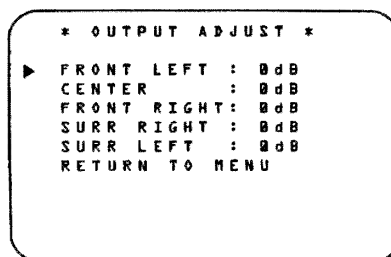 * OUTPUT ADJUST *
▶ FRONT LEFT : 0dB
CENTER : 0dB
FRONT RIGHT: 0dB
SURR RIGHT : 0dB
SURR LEFT : 0dB
RETURN TO MENU